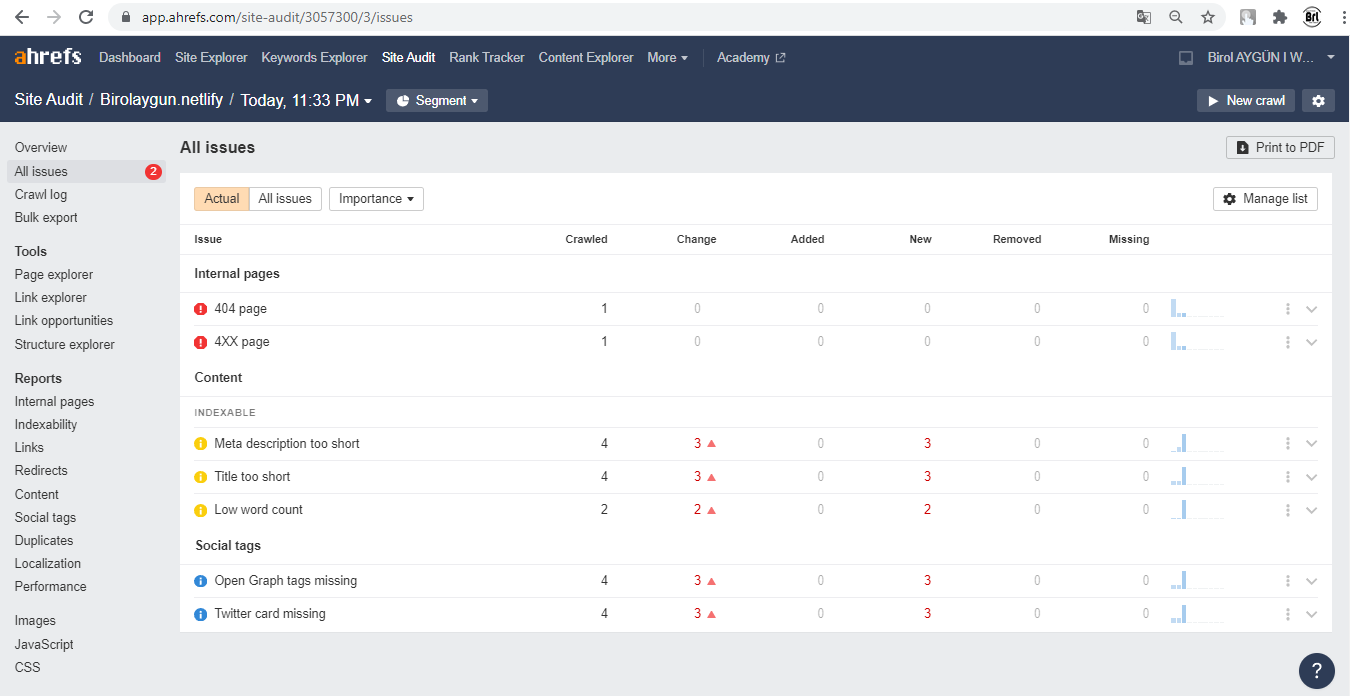 app.ahrefs.com/site-audit/3057300/3/issues
Brl
ahrefs Dashboard Site Explorer Keywords Explorer Site Audit Rank Tracker Content Explorer More Academy Birol AYGÜN I W...
Site Audit / Birolaygun.netlify / Today, 11:33 PM Segment New crawl
Overview
All issues 2
Crawl log
Bulk export
Tools
Page explorer
Link explorer
Link opportunities
Structure explorer
Reports
Internal pages
Indexability
Links
Redirects
Content
Social tags
Duplicates
Localization
Performance
Images
JavaScript
CSS
All issues Print to PDF
Actual All issues Importance Manage list
Issue Crawled Change Added New Removed Missing
Internal pages
404 page 1 0 0 0 0 0
4XX page 1 0 0 0 0 0
Content
INDEXABLE
Meta description too short 4 3 0 3 0 0
Title too short 4 3 0 3 0 0
Low word count 2 2 0 2 0 0
Social tags
Open Graph tags missing 4 3 0 3 0 0
Twitter card missing 4 3 0 3 0 0
?